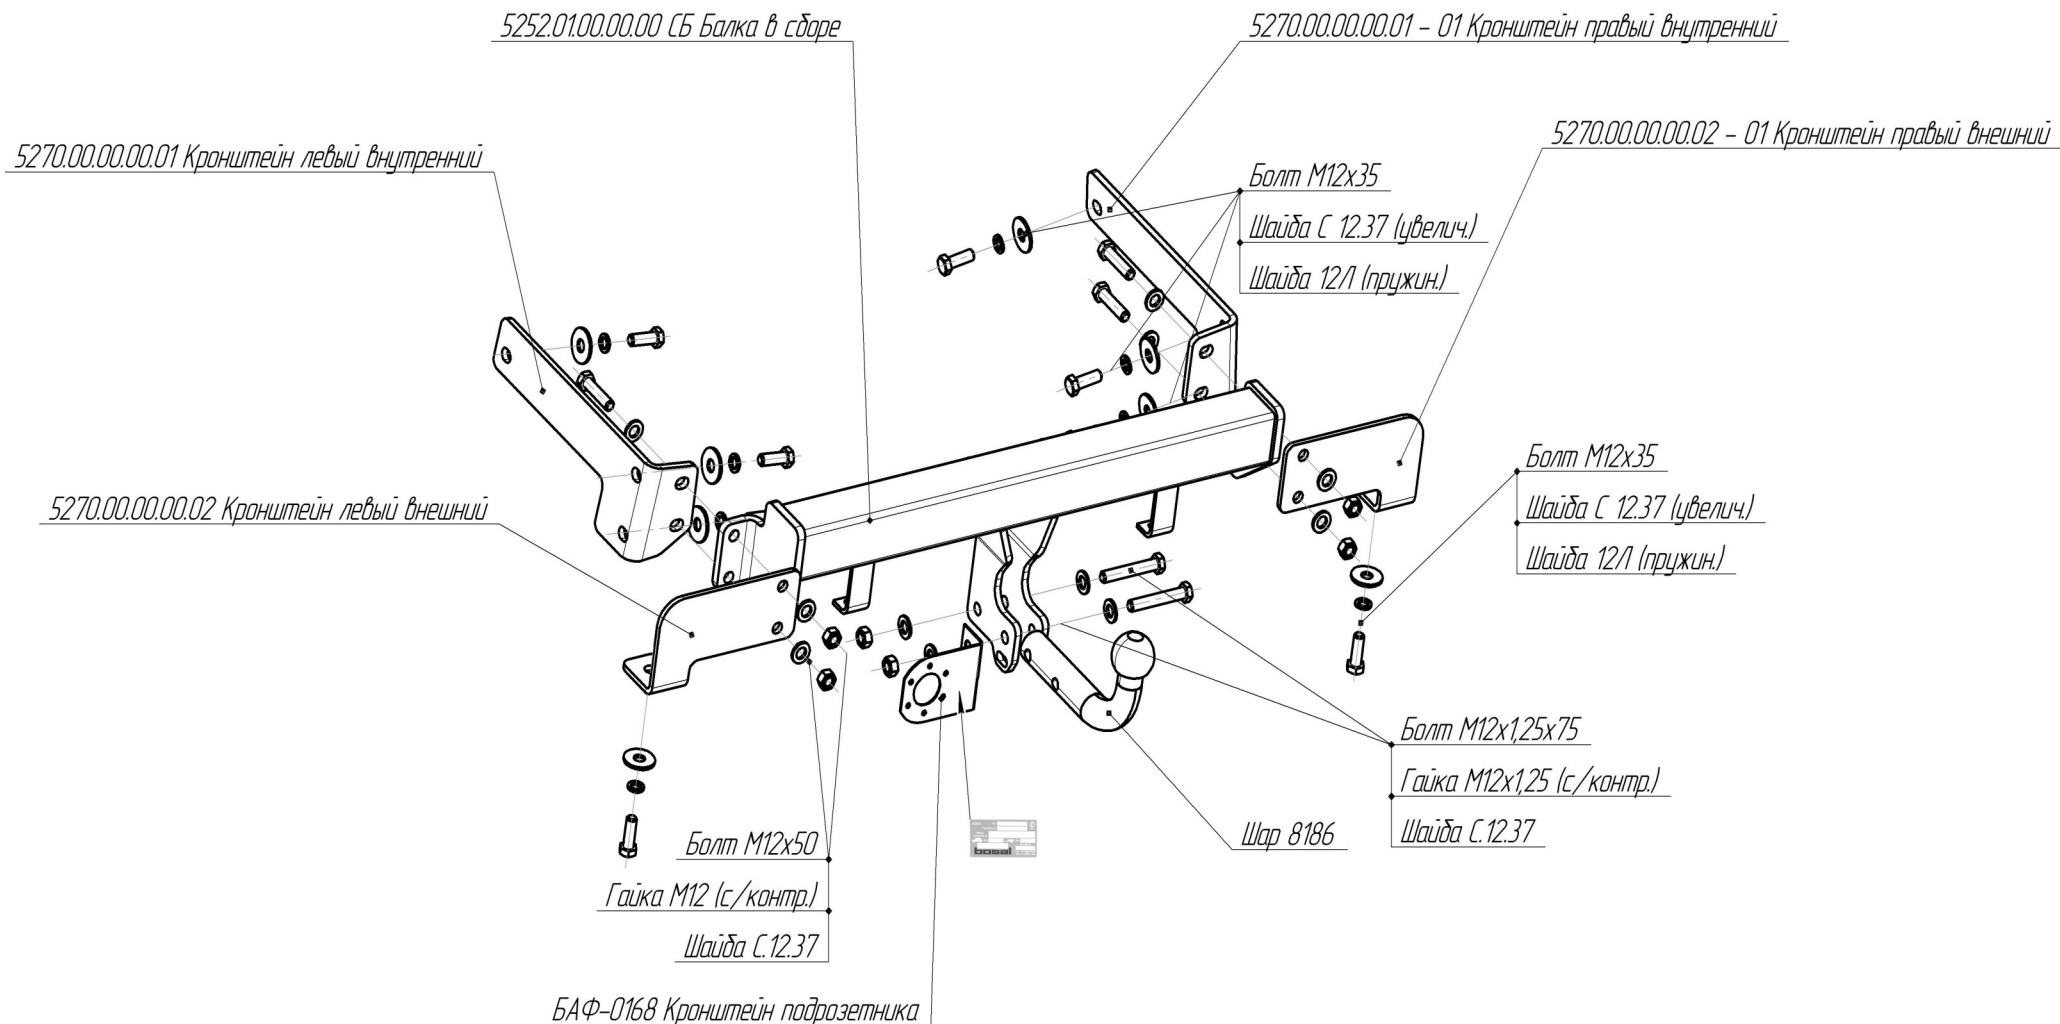 5252.01.00.00.00 СБ Балка в сборе
5270.00.00.00.01 - 01 Кронштейн правый внутренний
5270.00.00.00.02 - 01 Кронштейн правый внешний
5270.00.00.00.01 Кронштейн левый внутренний
Болт М12х35
Шайба С 12.37 (увелич.)
Шайба 12Л (пружин.)
5270.00.00.00.02 Кронштейн левый внешний
Болт М12х35
Шайба С 12.37 (увелич.)
Шайба 12Л (пружин.)
Болт М12х1,25х75
Гайка М12х1,25 (с/контр.)
Шайба С.12.37
Шар 8186
bosal
Болт М12х50
Гайка М12 (с/контр.)
Шайба С.12.37
БАФ-0168 Кронштейн подрозетника